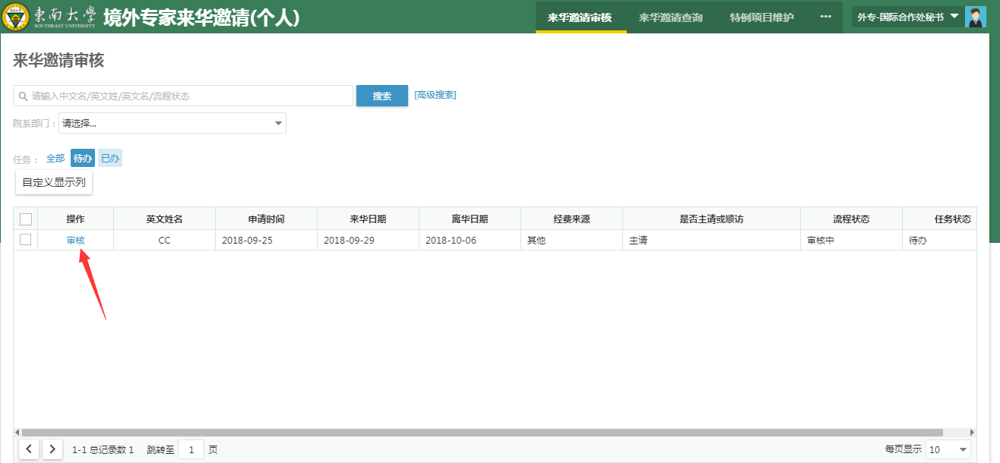 東南大學 境外专家来华邀请(个人)
SOUTHEAST UNIVERSITY
来华邀请审核 来华邀请查询 特例项目维护 ··· 外专-国际合作处秘书
来华邀请审核
请输入中文名/英文姓/英文名/流程状态 搜索 [高级搜索]
院系部门： 请选择...
任务： 全部 待办 已办
自定义显示列
操作 英文姓名 申请时间 来华日期 离华日期 经费来源 是否主请或顺访 流程状态 任务状态
审核 CC 2018-09-25 2018-09-29 2018-10-06 其他 主请 审核中 待办
1-1 总记录数 1 跳转至 1 页 每页显示 10